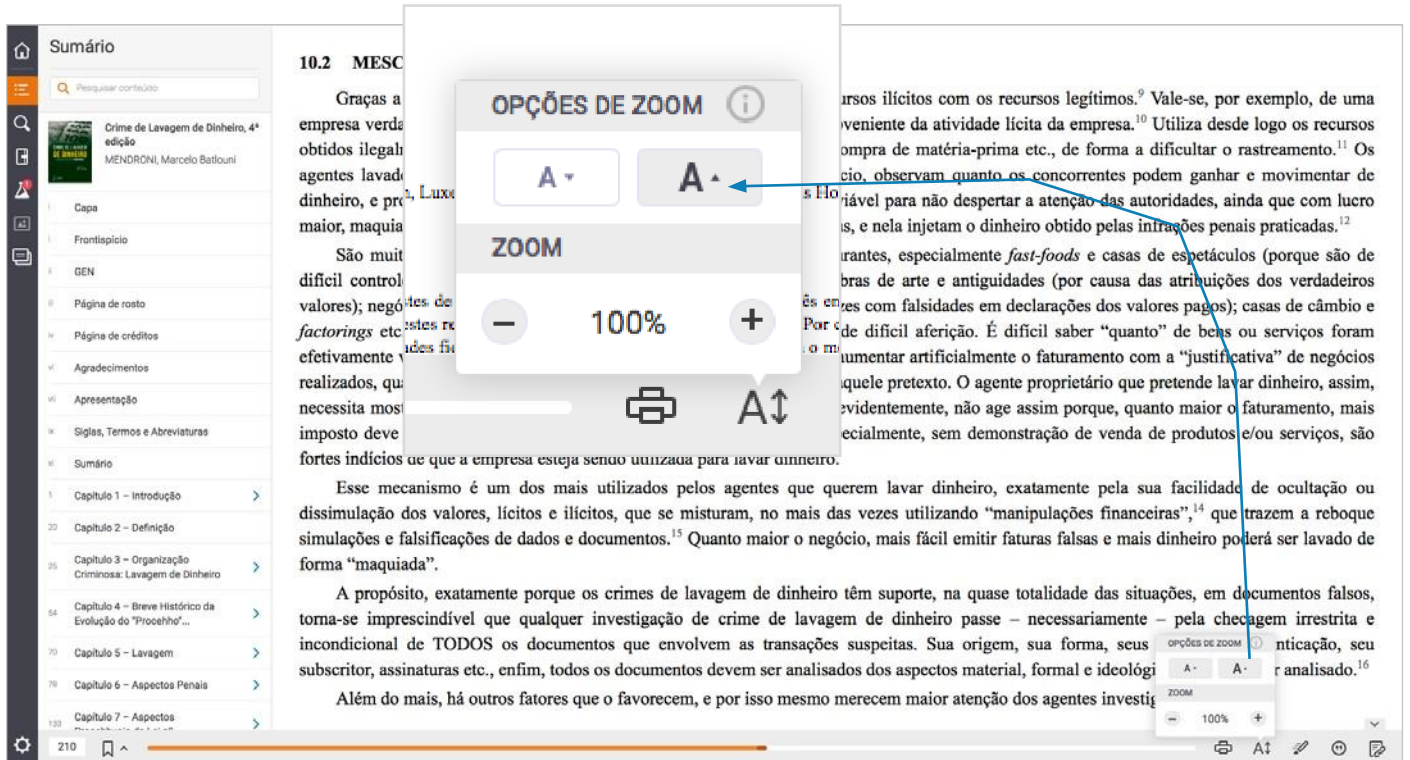 Sumário
Pesquisar conteúdo
Crime de Lavagem de Dinheiro, 4ª
edição
MENDRONI, Marcelo Batlouni
Capa
Frontispício
GEN
Página de rosto
Página de créditos
Agradecimentos
Apresentação
Siglas, Termos e Abreviaturas
Sumário
1 Capítulo 1 – Introdução
20 Capítulo 2 – Definição
25 Capítulo 3 – Organização
Criminosa: Lavagem de Dinheiro
54 Capítulo 4 – Breve Histórico da
Evolução do "Procehho"...
70 Capítulo 5 – Lavagem
78 Capítulo 6 – Aspectos Penais
133 Capítulo 7 – Aspectos
210
10.2 MESC
Graças a ursos ilícitos com os recursos legítimos.⁹ Vale-se, por exemplo, de uma
empresa verda oveniente da atividade lícita da empresa.¹⁰ Utiliza desde logo os recursos
obtidos ilegal ompra de matéria-prima etc., de forma a dificultar o rastreamento.¹¹ Os
agentes lavad cio, observam quanto os concorrentes podem ganhar e movimentar de
dinheiro, e pro iável para não despertar a atenção das autoridades, ainda que com lucro
maior, maquia s, e nela injetam o dinheiro obtido pelas infrações penais praticadas.¹²
São muit rantes, especialmente fast-foods e casas de espetáculos (porque são de
difícil control bras de arte e antiguidades (por causa das atribuições dos verdadeiros
valores); negó zes com falsidades em declarações dos valores pagos); casas de câmbio e
factorings etc de difícil aferição. É difícil saber “quanto” de bens ou serviços foram
efetivamente aumentar artificialmente o faturamento com a “justificativa” de negócios
realizados, qua quele pretexto. O agente proprietário que pretende lavar dinheiro, assim,
necessita most evidentemente, não age assim porque, quanto maior o faturamento, mais
imposto deve ecialmente, sem demonstração de venda de produtos e/ou serviços, são
fortes indícios de que a empresa esteja sendo utilizada para lavar dinheiro.
Esse mecanismo é um dos mais utilizados pelos agentes que querem lavar dinheiro, exatamente pela sua facilidade de ocultação ou
dissimulação dos valores, lícitos e ilícitos, que se misturam, no mais das vezes utilizando “manipulações financeiras”,¹⁴ que trazem a reboque
simulações e falsificações de dados e documentos.¹⁵ Quanto maior o negócio, mais fácil emitir faturas falsas e mais dinheiro poderá ser lavado de
forma “maquiada”.
A propósito, exatamente porque os crimes de lavagem de dinheiro têm suporte, na quase totalidade das situações, em documentos falsos,
torna-se imprescindível que qualquer investigação de crime de lavagem de dinheiro passe – necessariamente – pela checagem irrestrita e
incondicional de TODOS os documentos que envolvem as transações suspeitas. Sua origem, sua forma, seus nticação, seu
subscritor, assinaturas etc., enfim, todos os documentos devem ser analisados dos aspectos material, formal e ideológi r analisado.¹⁶
Além do mais, há outros fatores que o favorecem, e por isso mesmo merecem maior atenção dos agentes investig
OPÇÕES DE ZOOM
A A
ZOOM
– 100% +
A
OPÇÕES DE ZOOM
A A
ZOOM
– 100% +
A